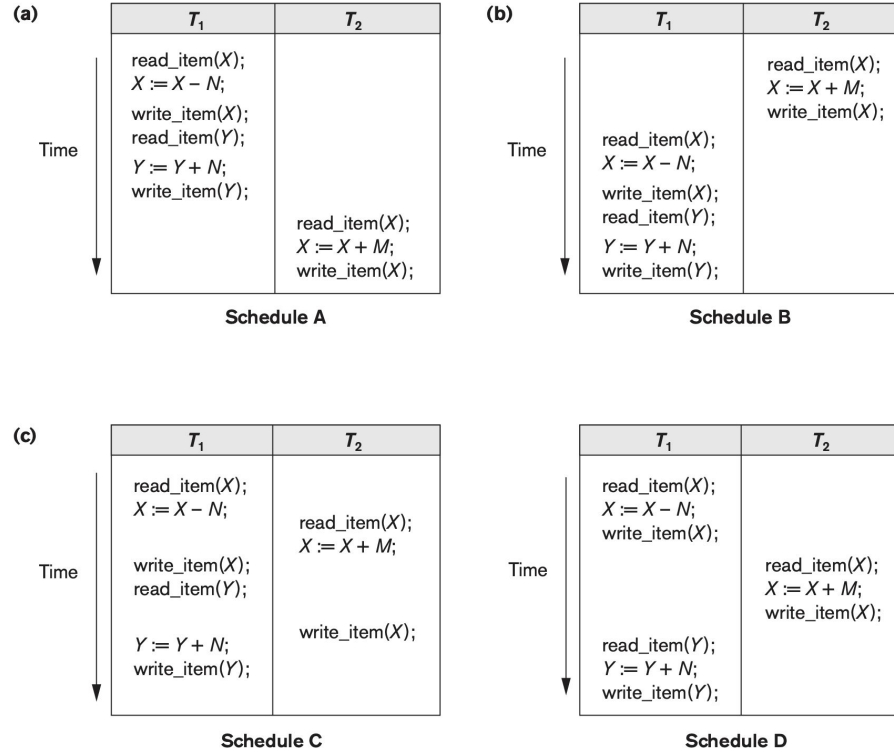 (a)
T1 T2
read_item(X);
X := X – N;
write_item(X);
read_item(Y);
Time
Y := Y + N;
write_item(Y);
read_item(X);
X := X + M;
write_item(X);
Schedule A
(b)
T1 T2
read_item(X);
X := X + M;
write_item(X);
Time
read_item(X);
X := X – N;
write_item(X);
read_item(Y);
Y := Y + N;
write_item(Y);
Schedule B
(c)
T1 T2
read_item(X);
X := X – N;
read_item(X);
X := X + M;
Time
write_item(X);
read_item(Y);
write_item(X);
Y := Y + N;
write_item(Y);
Schedule C
T1 T2
read_item(X);
X := X – N;
write_item(X);
Time
read_item(X);
X := X + M;
write_item(X);
read_item(Y);
Y := Y + N;
write_item(Y);
Schedule D